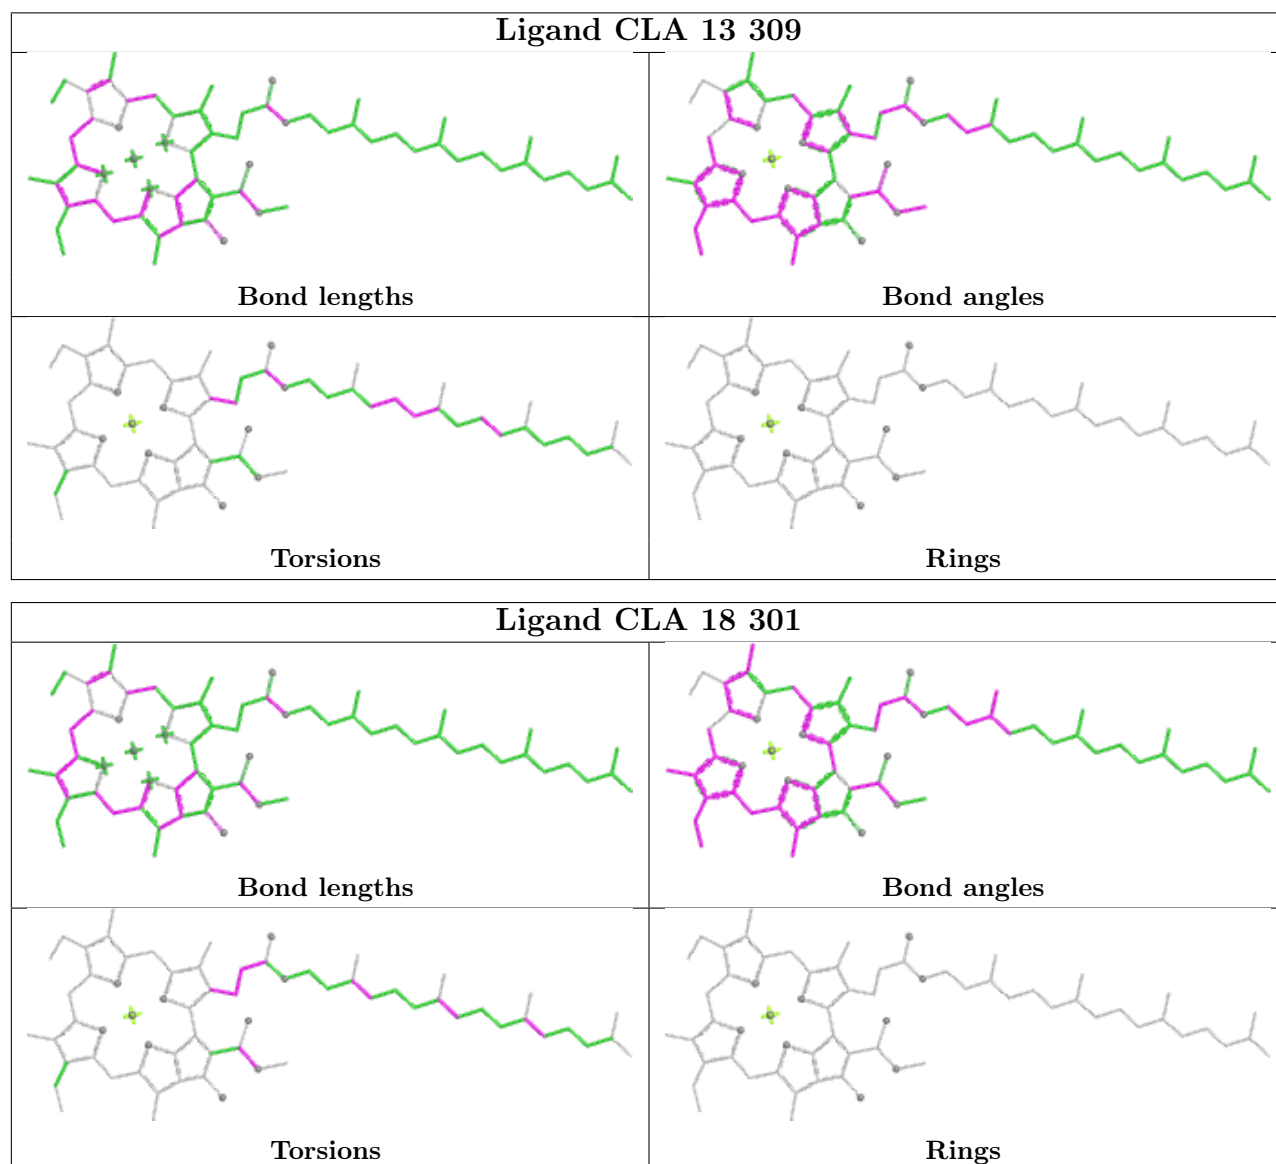 Ligand CLA 13 309
Bond lengths
Bond angles
Torsions
Rings
Ligand CLA 18 301
Bond lengths
Bond angles
Torsions
Rings